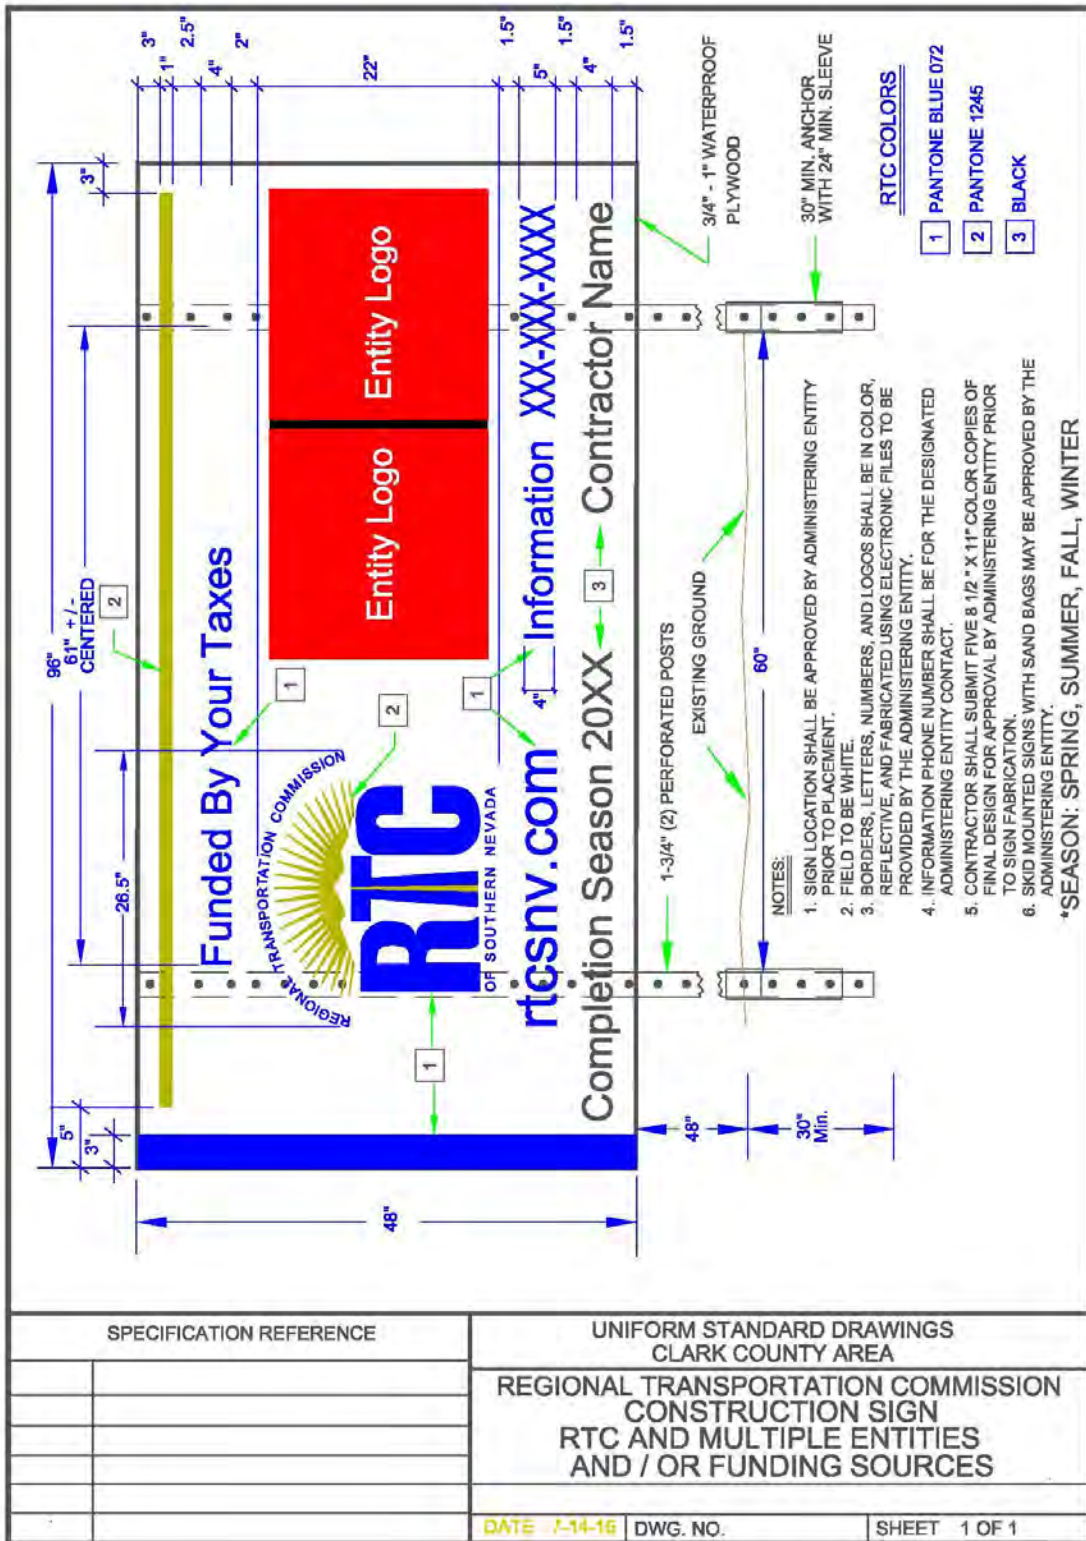 96"
61" +/-
CENTERED
3"
5"
3"
26.5"
3"
1"
2.5"
4"
2"
22"
1.5"
5"
1.5"
4"
1.5"
48"
2
Funded By Your Taxes
1
REGIONAL TRANSPORTATION COMMISSION
RTC
OF SOUTHERN NEVADA
2
1
Entity Logo
Entity Logo
1
4"
rtcsnv.com
Information XXX-XXX-XXXX
3
Completion Season 20XX
Contractor Name
3/4" - 1" WATERPROOF
PLYWOOD
1-3/4" (2) PERFORATED POSTS
EXISTING GROUND
48"
30"
Min.
60"
30" MIN. ANCHOR
WITH 24" MIN. SLEEVE
NOTES:
1. SIGN LOCATION SHALL BE APPROVED BY ADMINISTERING ENTITY
PRIOR TO PLACEMENT.
2. FIELD TO BE WHITE.
3. BORDERS, LETTERS, NUMBERS, AND LOGOS SHALL BE IN COLOR,
REFLECTIVE, AND FABRICATED USING ELECTRONIC FILES TO BE
PROVIDED BY THE ADMINISTERING ENTITY.
4. INFORMATION PHONE NUMBER SHALL BE FOR THE DESIGNATED
ADMINISTERING ENTITY CONTACT.
5. CONTRACTOR SHALL SUBMIT FIVE 8 1/2 " X 11" COLOR COPIES OF
FINAL DESIGN FOR APPROVAL BY ADMINISTERING ENTITY PRIOR
TO SIGN FABRICATION.
6. SKID MOUNTED SIGNS WITH SAND BAGS MAY BE APPROVED BY THE
ADMINISTERING ENTITY.
*SEASON: SPRING, SUMMER, FALL, WINTER
RTC COLORS
1 PANTONE BLUE 072
2 PANTONE 1245
3 BLACK
SPECIFICATION REFERENCE
UNIFORM STANDARD DRAWINGS
CLARK COUNTY AREA
REGIONAL TRANSPORTATION COMMISSION
CONSTRUCTION SIGN
RTC AND MULTIPLE ENTITIES
AND / OR FUNDING SOURCES
DATE
DWG. NO.
SHEET 1 OF 1